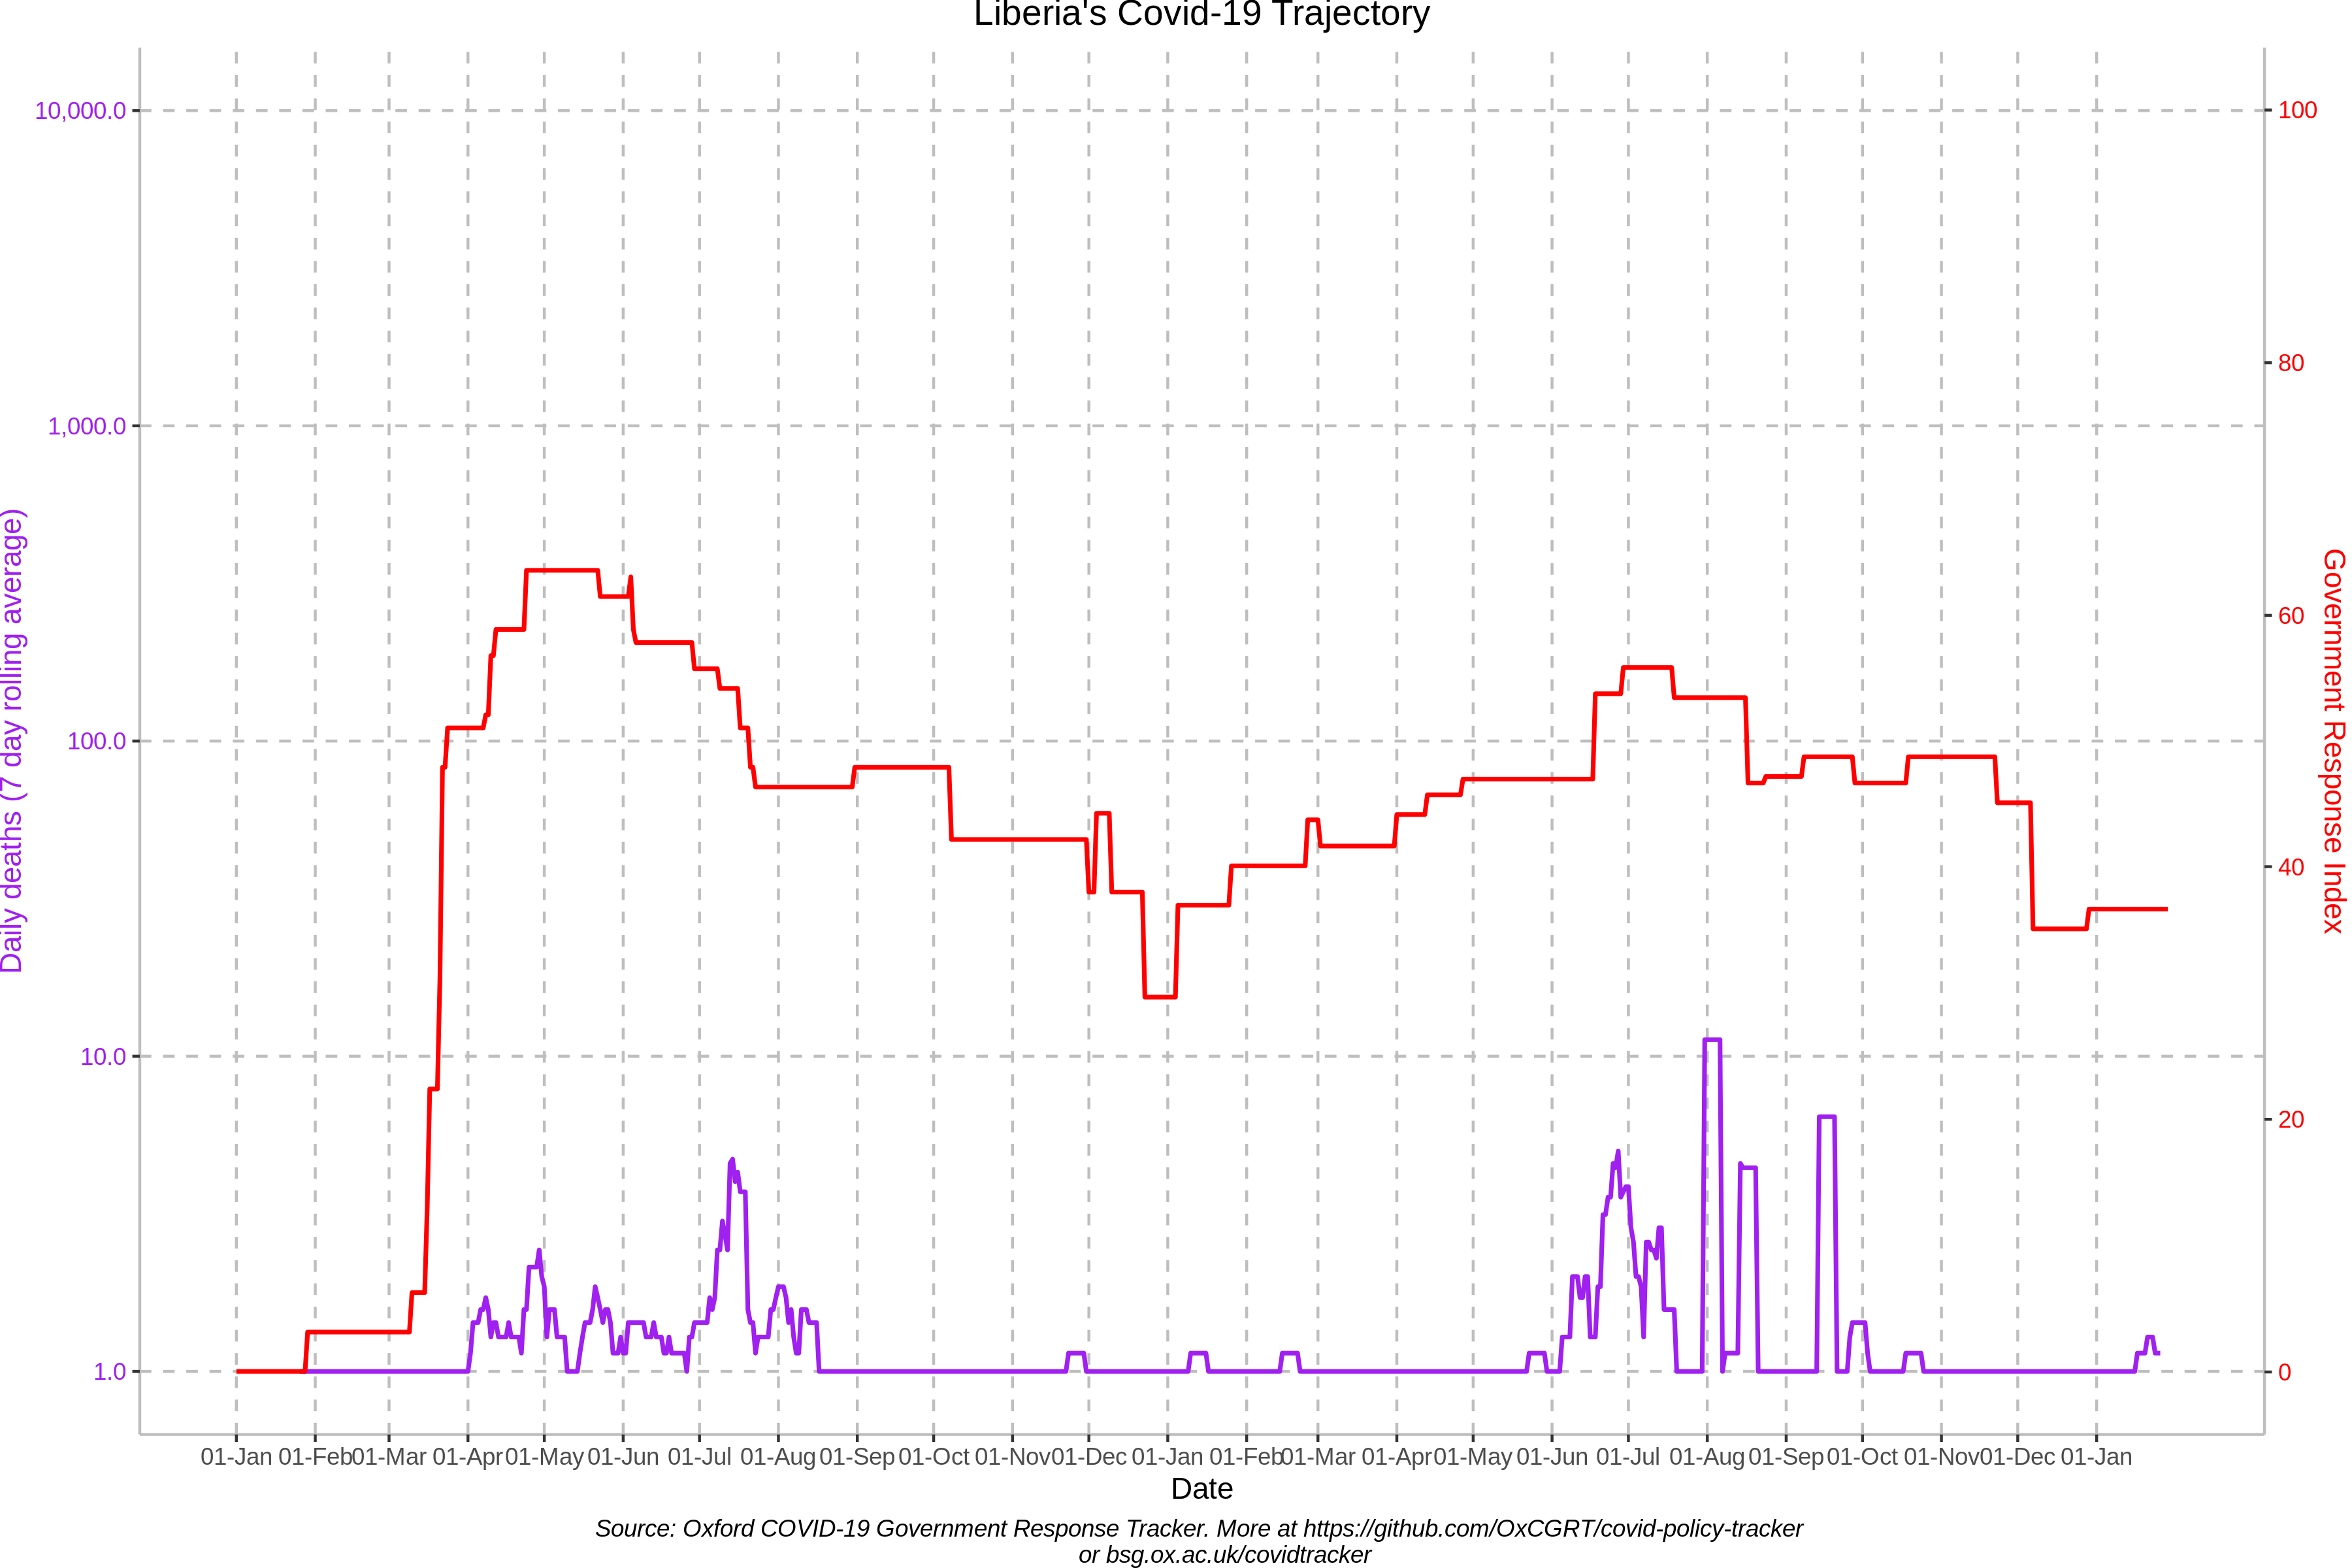 Liberia's Covid-19 Trajectory
10,000.0
1,000.0
100.0
10.0
1.0
Daily deaths (7 day rolling average)
100
80
60
40
20
0
Government Response Index
01-Jan 01-Feb 01-Mar 01-Apr 01-May 01-Jun 01-Jul 01-Aug 01-Sep 01-Oct 01-Nov 01-Dec 01-Jan 01-Feb 01-Mar 01-Apr 01-May 01-Jun 01-Jul 01-Aug 01-Sep 01-Oct 01-Nov 01-Dec 01-Jan
Date
Source: Oxford COVID-19 Government Response Tracker. More at https://github.com/OxCGRT/covid-policy-tracker
or bsg.ox.ac.uk/covidtracker